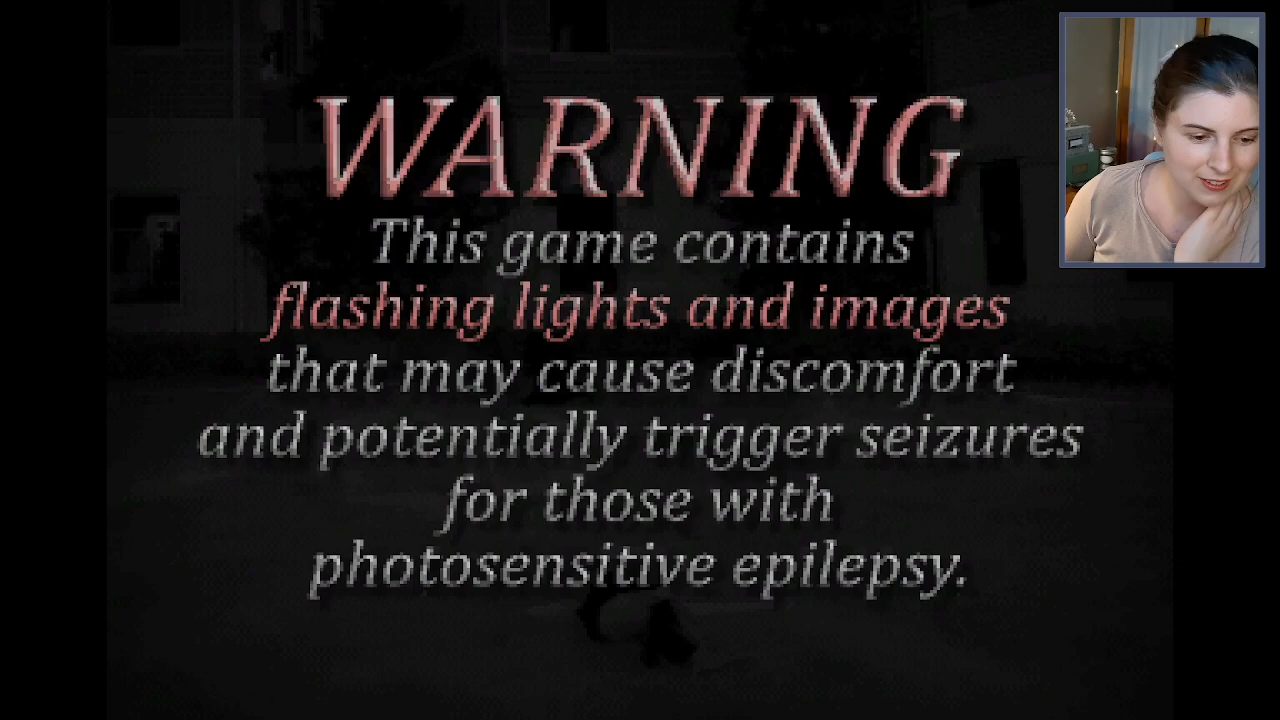 WARNING
This game contains
flashing lights and images
that may cause discomfort
and potentially trigger seizures
for those with
photosensitive epilepsy.